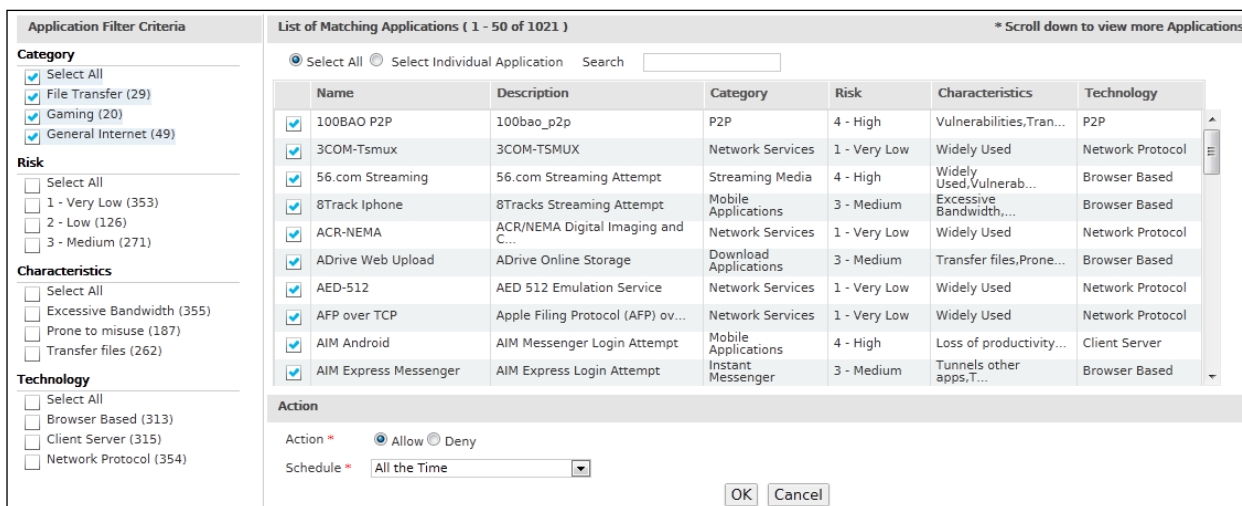 Application Filter Criteria
Category
Select All
File Transfer (29)
Gaming (20)
General Internet (49)
Risk
Select All
1 - Very Low (353)
2 - Low (126)
3 - Medium (271)
Characteristics
Select All
Excessive Bandwidth (355)
Prone to misuse (187)
Transfer files (262)
Technology
Select All
Browser Based (313)
Client Server (315)
Network Protocol (354)
List of Matching Applications ( 1 - 50 of 1021 ) * Scroll down to view more Applications
Select All Select Individual Application Search
Name Description Category Risk Characteristics Technology
100BAO P2P 100bao_p2p P2P 4 - High Vulnerabilities,Tran... P2P
3COM-Tsmux 3COM-TSMUX Network Services 1 - Very Low Widely Used Network Protocol
56.com Streaming 56.com Streaming Attempt Streaming Media 4 - High Widely Used,Vulnerab... Browser Based
8Track Iphone 8Tracks Streaming Attempt Mobile Applications 3 - Medium Excessive Bandwidth,... Browser Based
ACR-NEMA ACR/NEMA Digital Imaging and C... Network Services 1 - Very Low Widely Used Network Protocol
ADrive Web Upload ADrive Online Storage Download Applications 3 - Medium Transfer files,Prone... Browser Based
AED-512 AED 512 Emulation Service Network Services 1 - Very Low Widely Used Network Protocol
AFP over TCP Apple Filing Protocol (AFP) ov... Network Services 1 - Very Low Widely Used Network Protocol
AIM Android AIM Messenger Login Attempt Mobile Applications 4 - High Loss of productivity... Client Server
AIM Express Messenger AIM Express Login Attempt Instant Messenger 3 - Medium Tunnels other apps,T... Browser Based
Action
Action * Allow Deny
Schedule * All the Time
OK Cancel